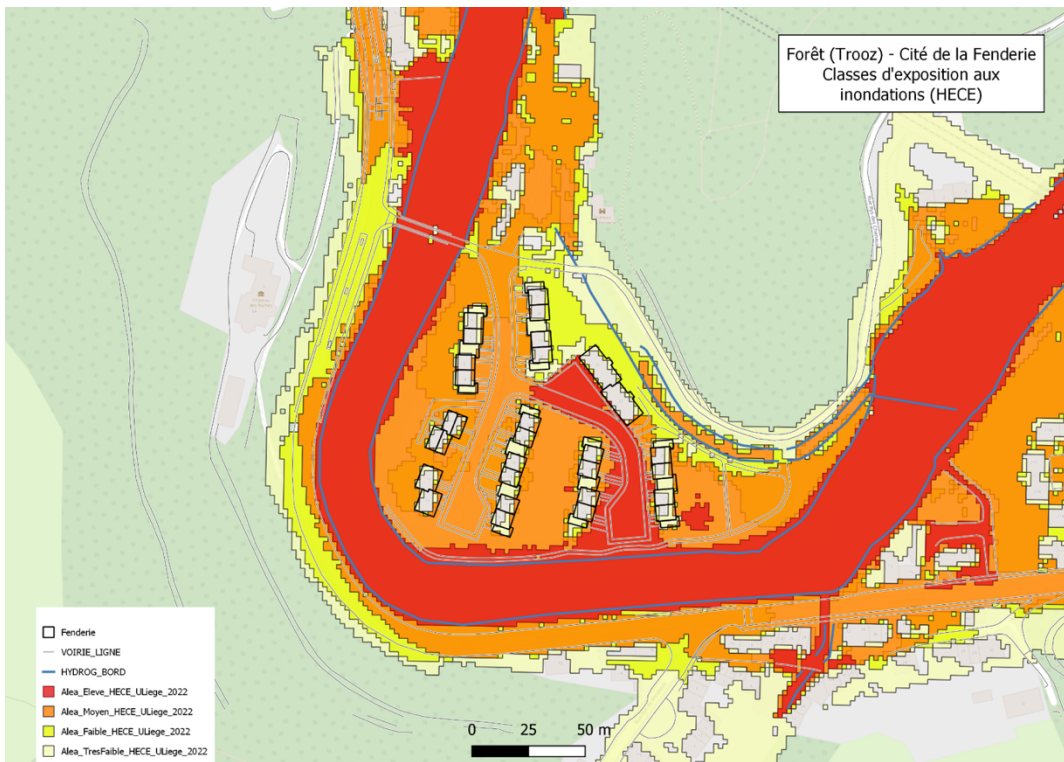 Forêt (Trooz) - Cité de la Fenderie
Classes d'exposition aux
inondations (HECE)
Fenderie
VOIRIE_LIGNE
HYDROG_BORD
Alea_Eleve_HECE_ULiege_2022
Alea_Moyen_HECE_ULiege_2022
Alea_Faible_HECE_ULiege_2022
Alea_TresFaible_HECE_ULiege_2022
0 25 50 m